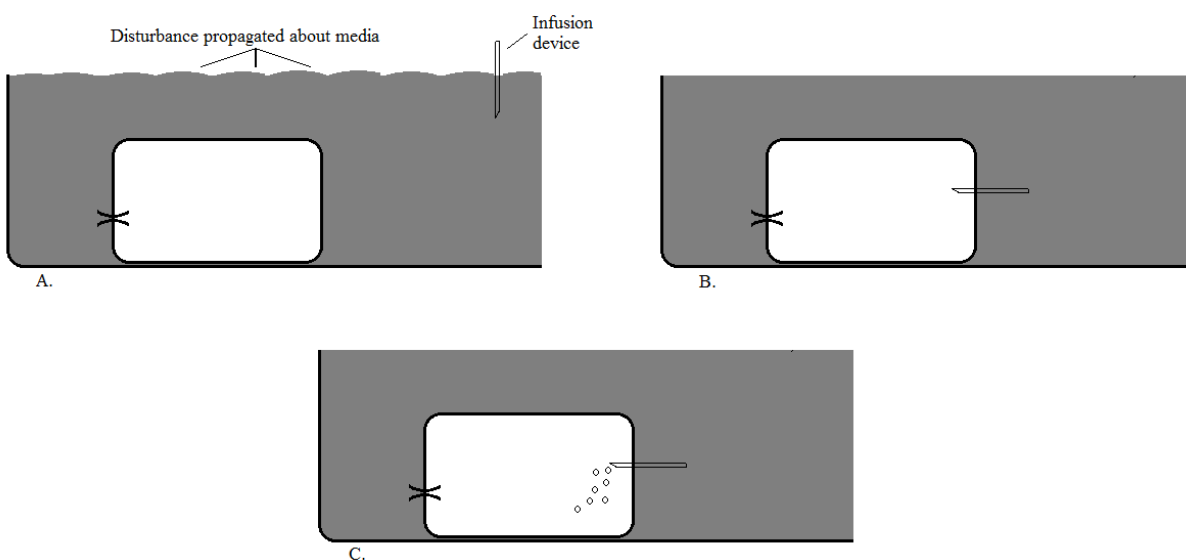 Disturbance propagated about media
Infusion
device
A.
B.
C.